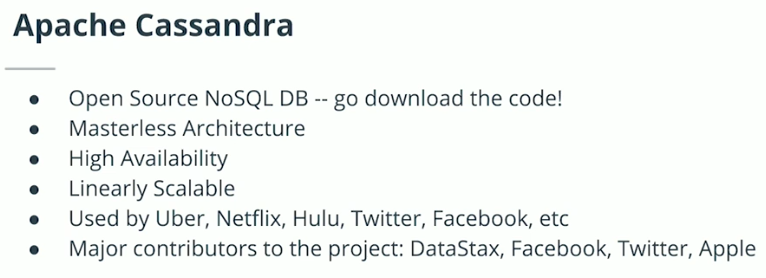 Apache Cassandra
● Open Source NoSQL DB -- go download the code!
● Masterless Architecture
● High Availability
● Linearly Scalable
● Used by Uber, Netflix, Hulu, Twitter, Facebook, etc
● Major contributors to the project: DataStax, Facebook, Twitter, Apple